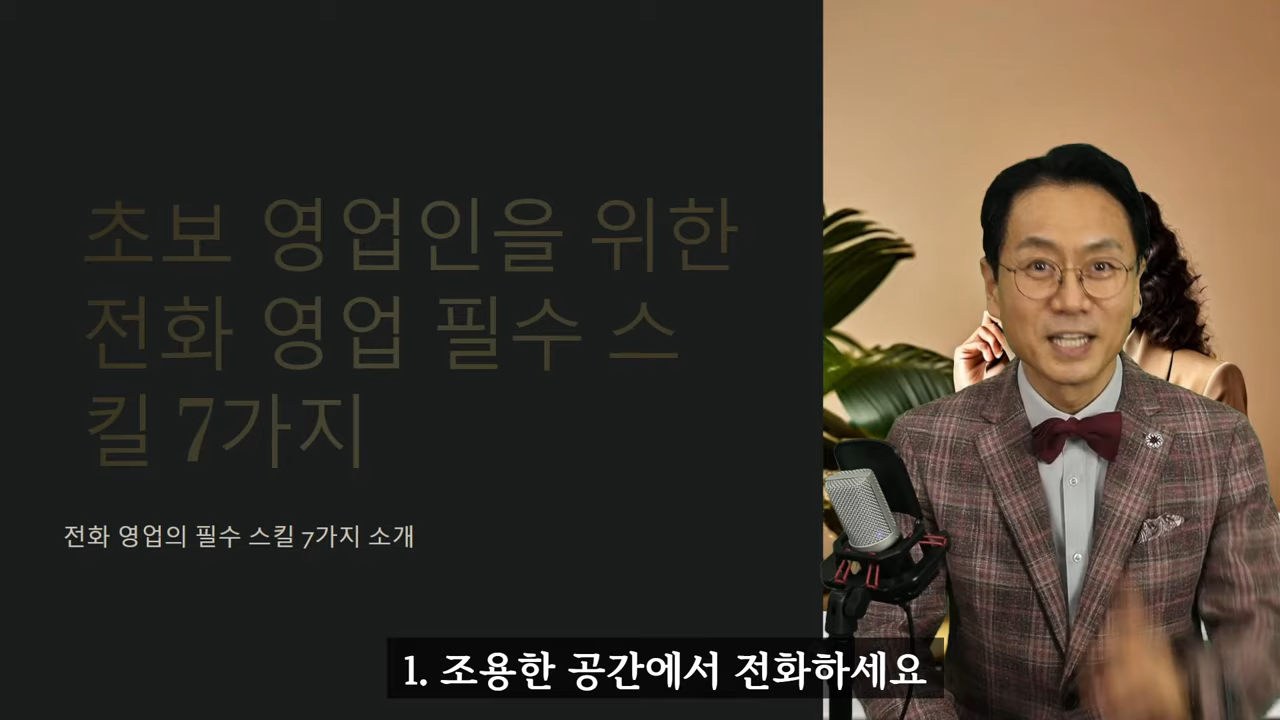 초보 영업인을 위한
전화 영업 필수 스
킬 7가지
전화 영업의 필수 스킬 7가지 소개
1. 조용한 공간에서 전화하세요